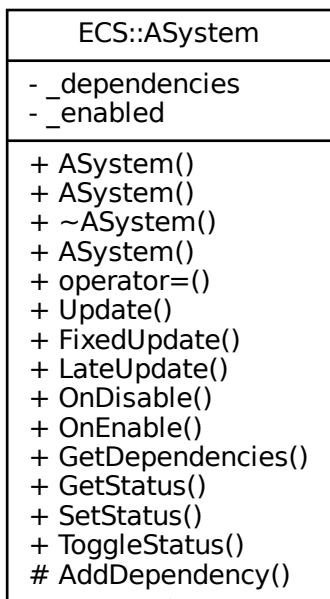 ECS::ASystem
- _dependencies
- _enabled
+ ASystem()
+ ASystem()
+ ~ASystem()
+ ASystem()
+ operator=()
+ Update()
+ FixedUpdate()
+ LateUpdate()
+ OnDisable()
+ OnEnable()
+ GetDependencies()
+ GetStatus()
+ SetStatus()
+ ToggleStatus()
# AddDependency()